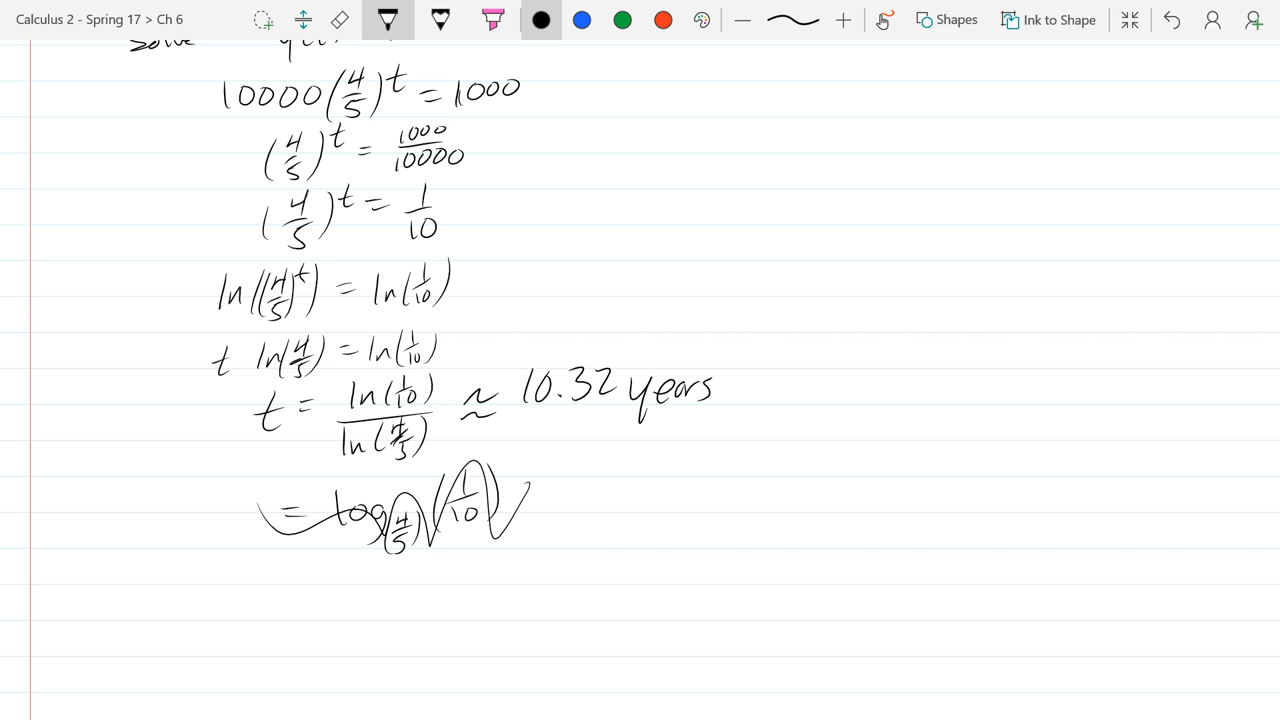 Calculus 2 - Spring 17 > Ch 6
Shapes
Ink to Shape
Solve
10000(4/5)^t = 1000
(4/5)^t = 1000/10000
(4/5)^t = 1/10
ln((4/5)^t) = ln(1/10)
t ln(4/5) = ln(1/10)
t = ln(1/10)/ln(4/5) ≈ 10.32 years
= log_(4/5)(1/10)